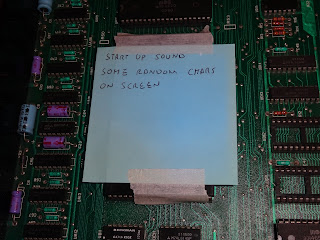 START UP SOUND
SOME RANDOM CHARS
ON SCREEN